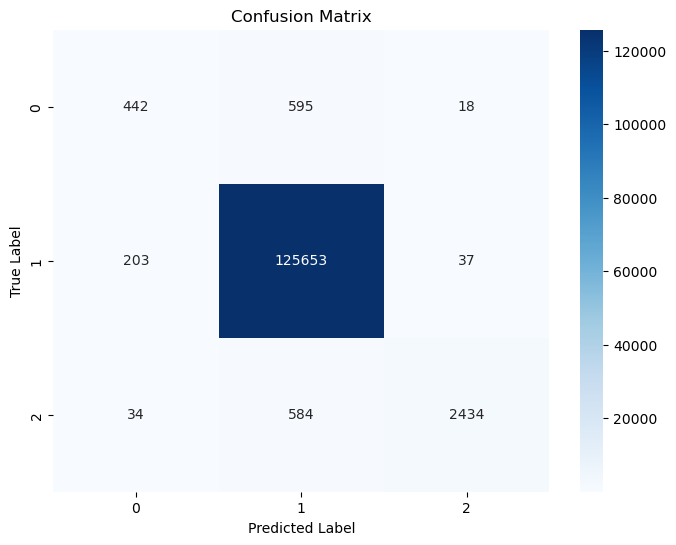 Confusion Matrix
120000
442 595 18
0
100000
80000
203 125653 37
1
True Label
60000
40000
34 584 2434
2
20000
0 1 2
Predicted Label